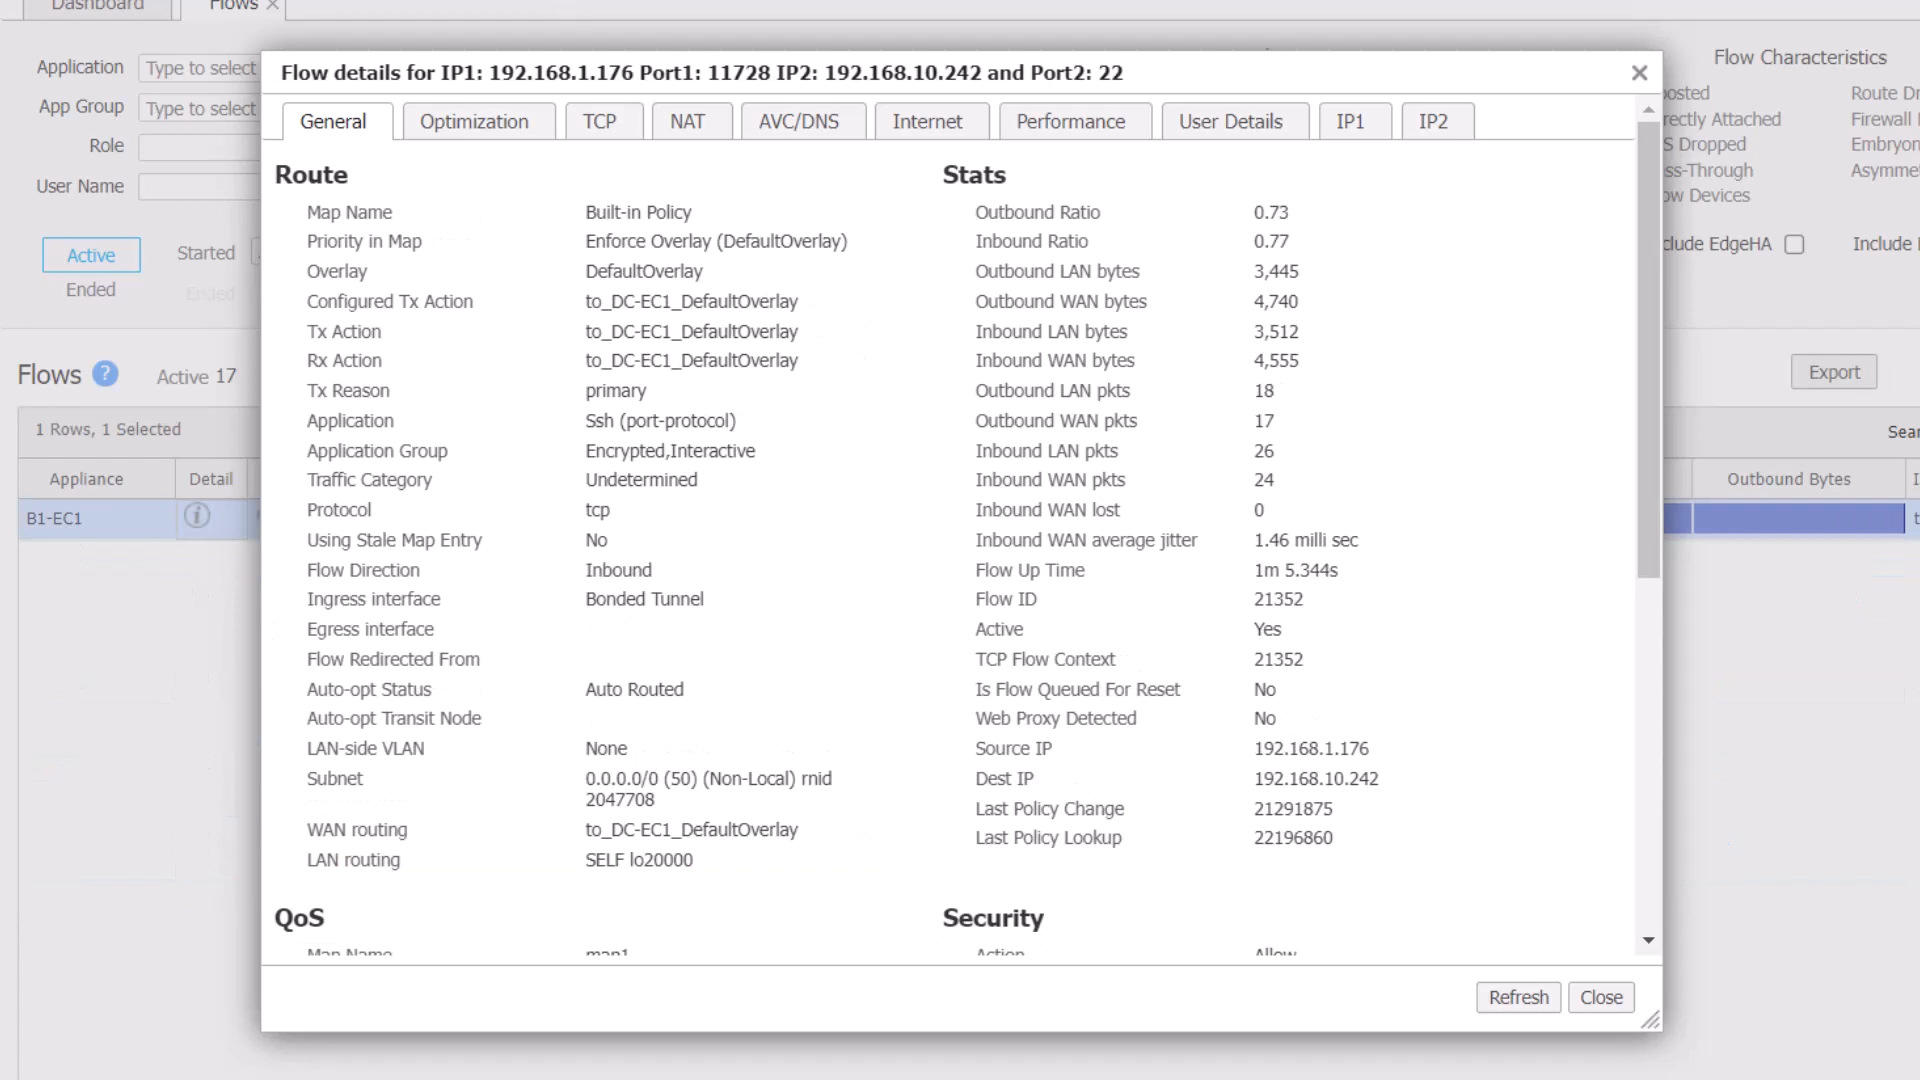 Dashboard
Flows
Application
Type to select
App Group
Type to select
Role
User Name
Active
Ended
Started
Ended
Flow Characteristics
Route
Directly Attached
Firewall
Dropped
Include EdgeHA
Include
Flows ?
Active 17
Export
1 Rows, 1 Selected
Appliance
Detail
Outbound Bytes
B1-EC1
Flow details for IP1: 192.168.1.176 Port1: 11728 IP2: 192.168.10.242 and Port2: 22
General
Optimization
TCP
NAT
AVC/DNS
Internet
Performance
User Details
IP1
IP2
Route
Map Name Built-in Policy
Priority in Map Enforce Overlay (DefaultOverlay)
Overlay DefaultOverlay
Configured Tx Action to_DC-EC1_DefaultOverlay
Tx Action to_DC-EC1_DefaultOverlay
Rx Action to_DC-EC1_DefaultOverlay
Tx Reason primary
Application Ssh (port-protocol)
Application Group Encrypted,Interactive
Traffic Category Undetermined
Protocol tcp
Using Stale Map Entry No
Flow Direction Inbound
Ingress interface Bonded Tunnel
Egress interface
Flow Redirected From
Auto-opt Status Auto Routed
Auto-opt Transit Node
LAN-side VLAN None
Subnet 0.0.0.0/0 (50) (Non-Local) rnid
2047708
WAN routing to_DC-EC1_DefaultOverlay
LAN routing SELF lo20000
Stats
Outbound Ratio 0.73
Inbound Ratio 0.77
Outbound LAN bytes 3,445
Outbound WAN bytes 4,740
Inbound LAN bytes 3,512
Inbound WAN bytes 4,555
Outbound LAN pkts 18
Outbound WAN pkts 17
Inbound LAN pkts 26
Inbound WAN pkts 24
Inbound WAN lost 0
Inbound WAN average jitter 1.46 milli sec
Flow Up Time 1m 5.344s
Flow ID 21352
Active Yes
TCP Flow Context 21352
Is Flow Queued For Reset No
Web Proxy Detected No
Source IP 192.168.1.176
Dest IP 192.168.10.242
Last Policy Change 21291875
Last Policy Lookup 22196860
QoS
Map Name map1
Security
Action Allow
Refresh
Close